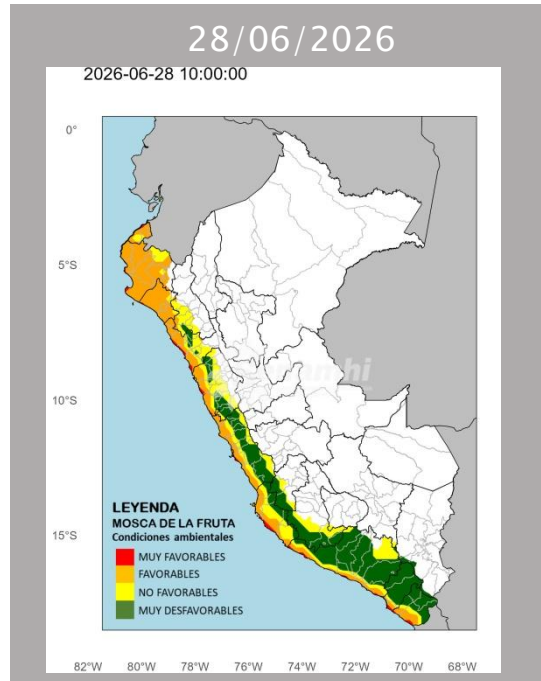 28/06/2026
2026-06-28 10:00:00
0°
5°S
10°S
15°S
senamhi
LEYENDA
MOSCA DE LA FRUTA
Condiciones ambientales
MUY FAVORABLES
FAVORABLES
NO FAVORABLES
MUY DESFAVORABLES
82°W 80°W 78°W 76°W 74°W 72°W 70°W 68°W